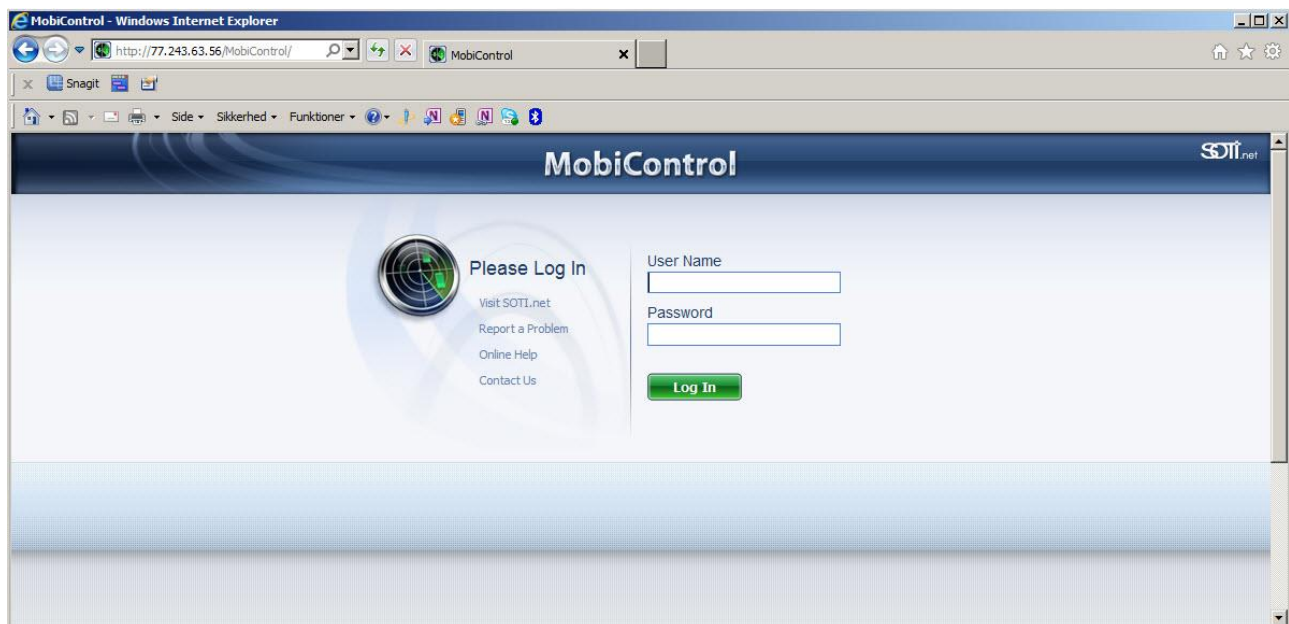 MobiControl - Windows Internet Explorer
http://77.243.63.56/MobiControl/
MobiControl
x Snagit
Side Sikkerhed Funktioner
MobiControl
SOTI.net
Please Log In
Visit SOTI.net
Report a Problem
Online Help
Contact Us
User Name
Password
Log In